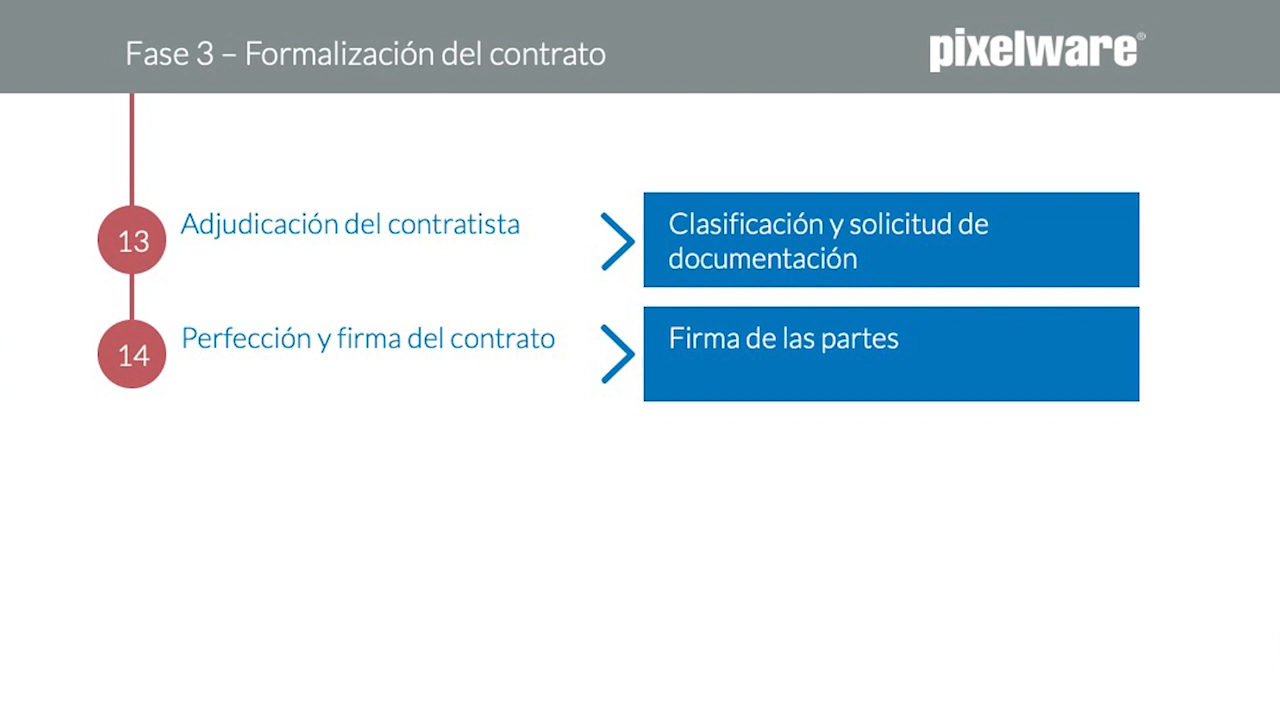 Fase 3 – Formalización del contrato
pixelware®
13
Adjudicación del contratista
Clasificación y solicitud de
documentación
14
Perfección y firma del contrato
Firma de las partes